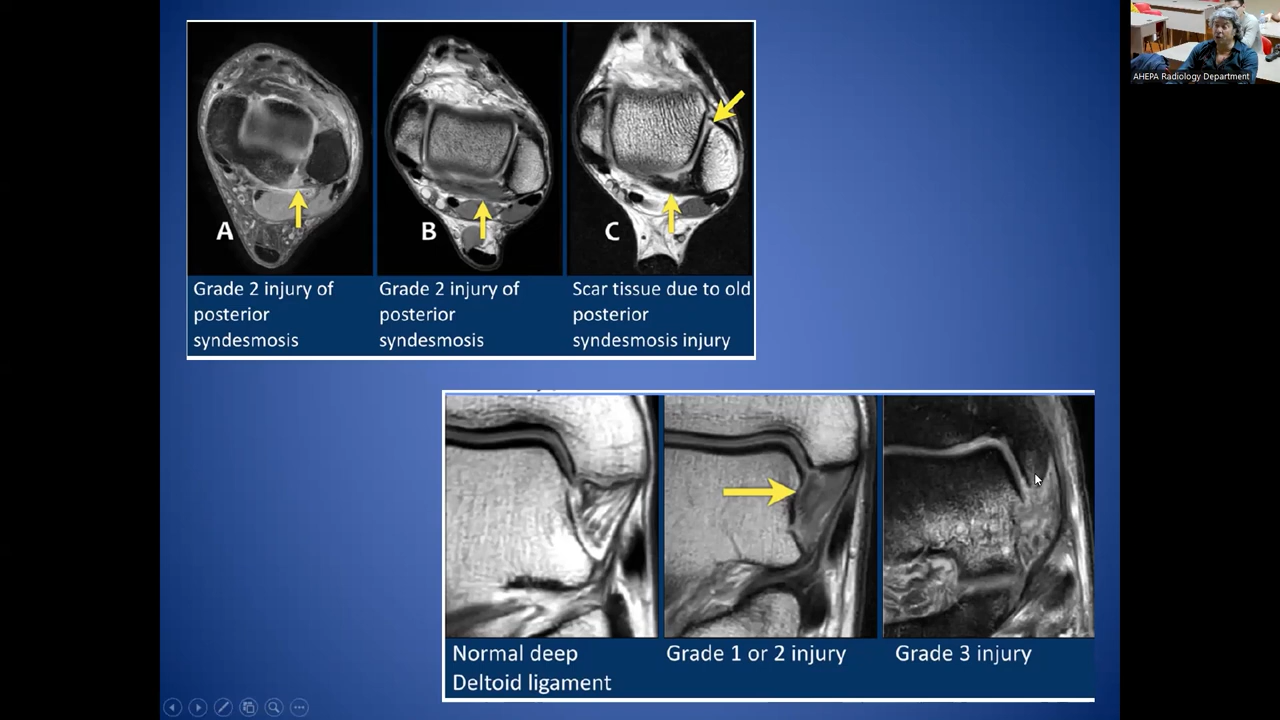 AHEPA Radiology Department
A
B
C
Grade 2 injury of
posterior
syndesmosis
Grade 2 injury of
posterior
syndesmosis
Scar tissue due to old
posterior
syndesmosis injury
Normal deep
Deltoid ligament
Grade 1 or 2 injury
Grade 3 injury